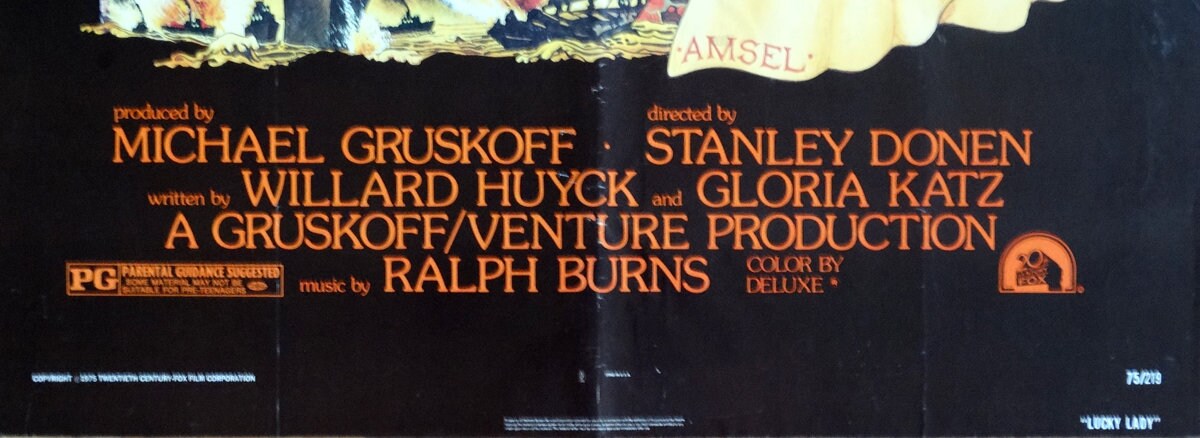 ·AMSEL·
produced by
MICHAEL GRUSKOFF ·
directed by
STANLEY DONEN
written by WILLARD HUYCK and GLORIA KATZ
A GRUSKOFF/VENTURE PRODUCTION
PG PARENTAL GUIDANCE SUGGESTED
SOME MATERIAL MAY NOT BE
SUITABLE FOR PRE-TEENAGERS
music by RALPH BURNS
COLOR BY
DELUXE
20
FOX
COPYRIGHT © 1975 TWENTIETH CENTURY-FOX FILM CORPORATION
75/219
"LUCKY LADY"